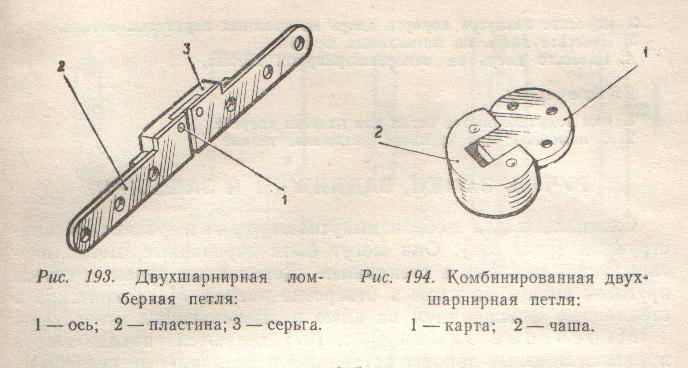 3
2
1
1
2
Рис. 193. Двухшарнирная лом-
берная петля:
1 — ось; 2 — пластина; 3 — серьга.
Рис. 194. Комбинированная двух-
шарнирная петля:
1 — карта; 2 — чаша.